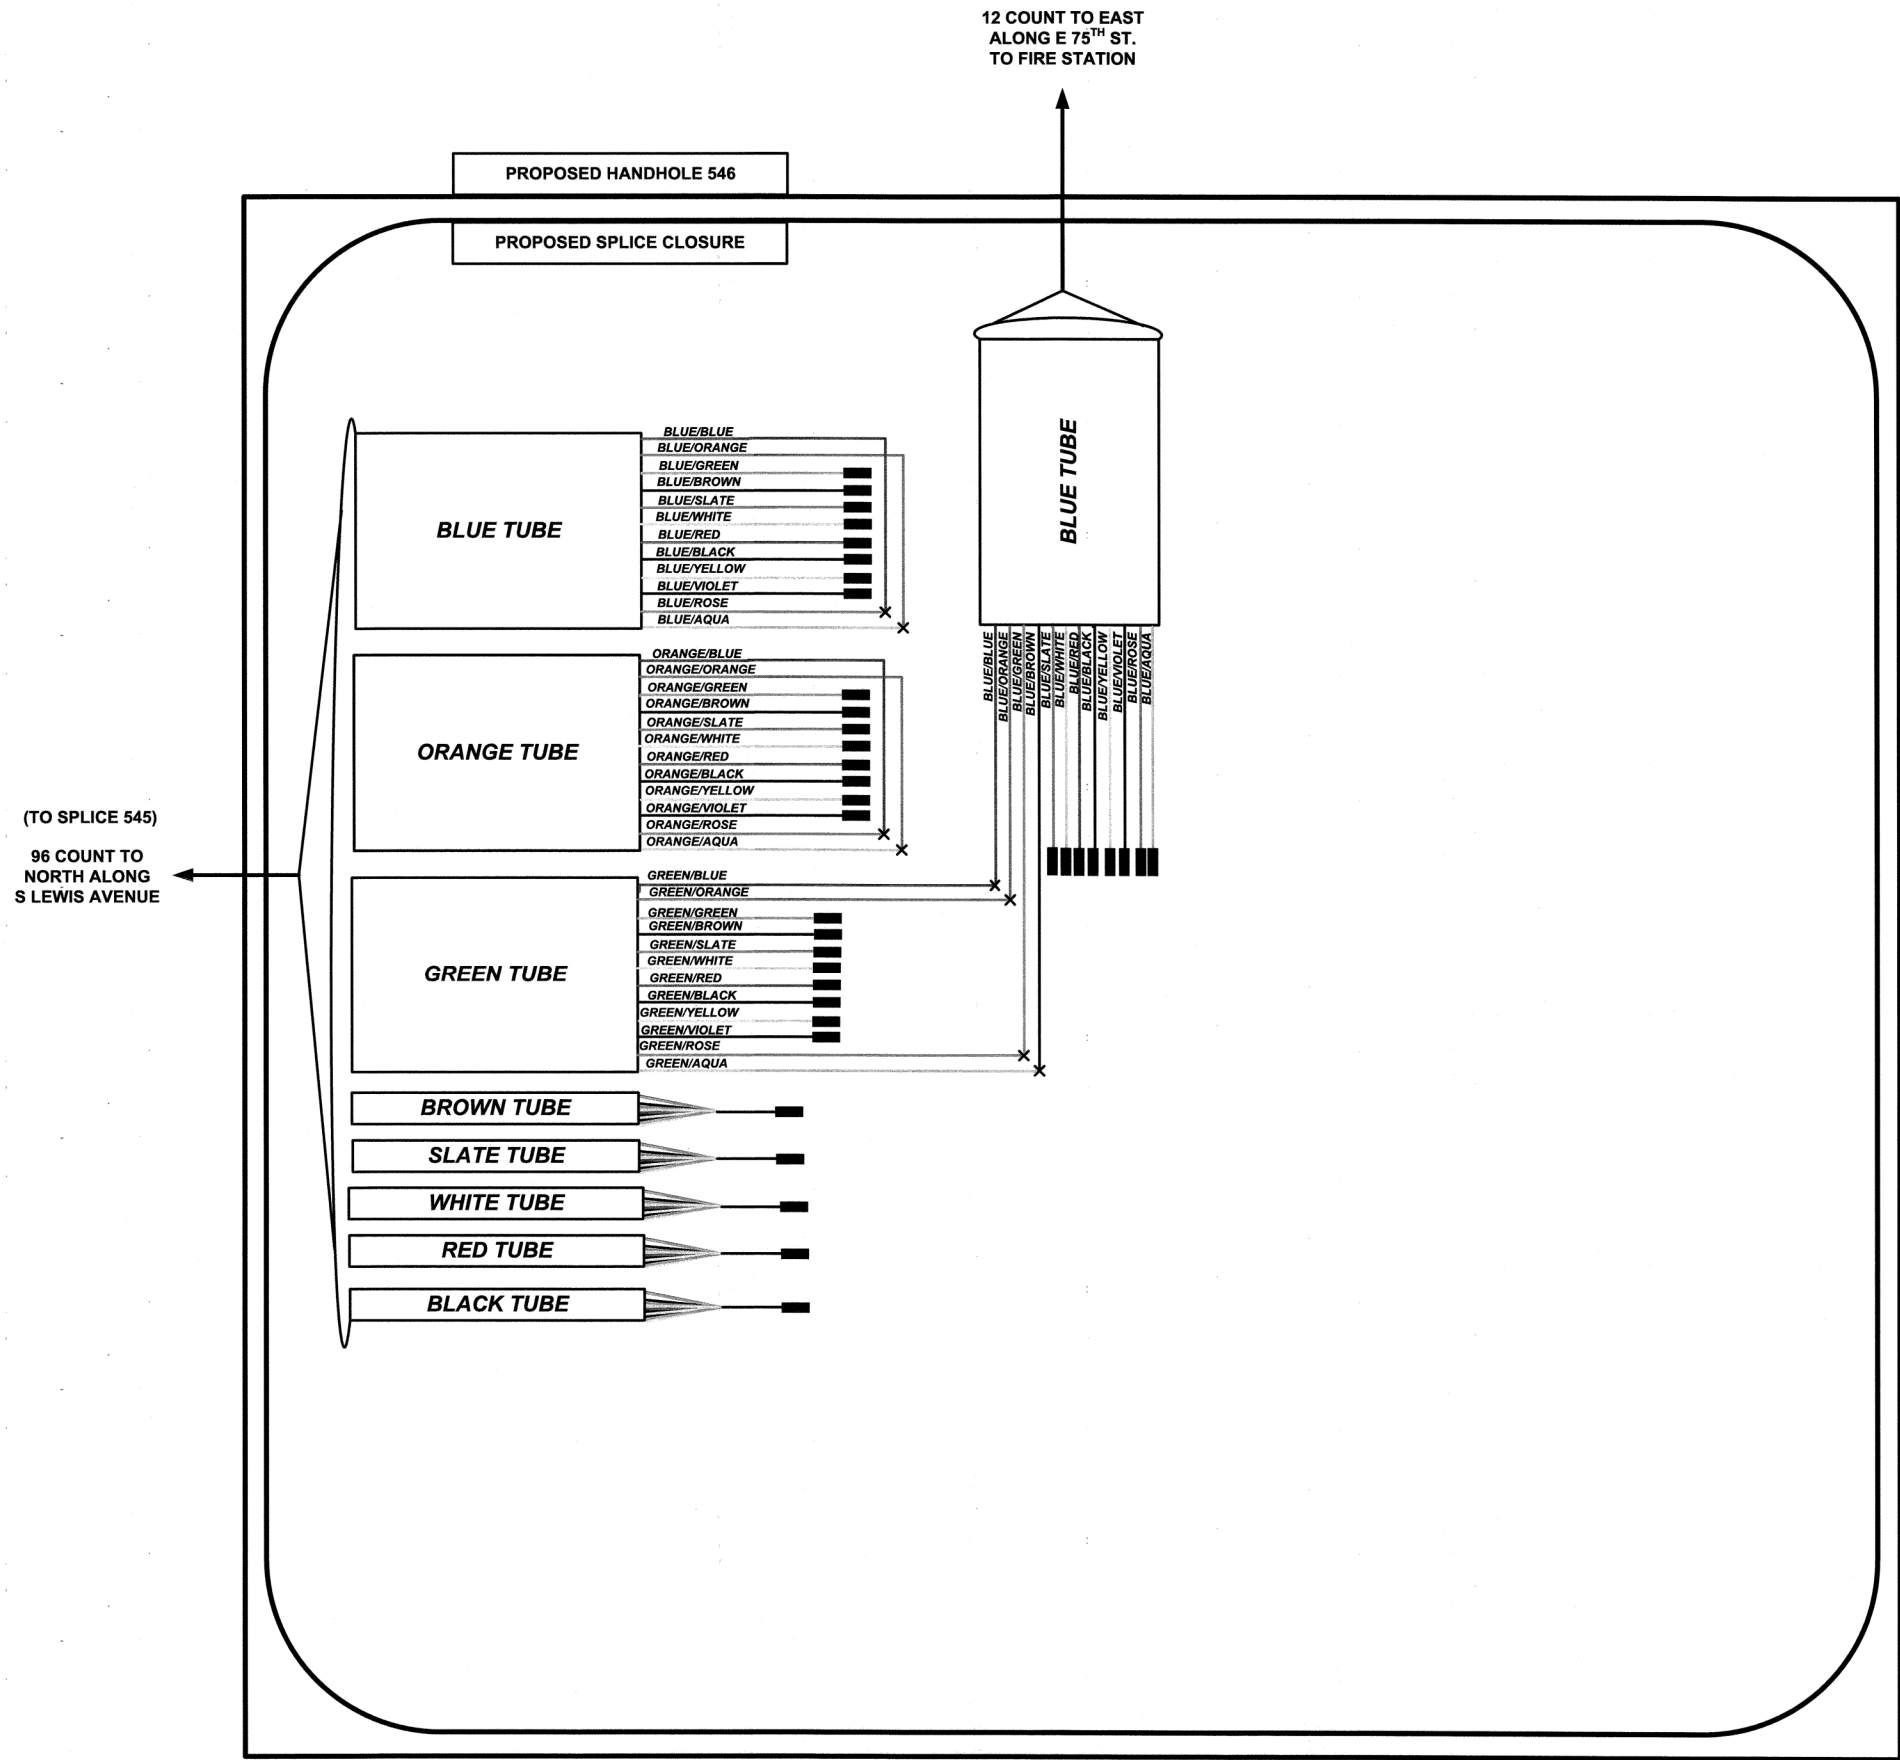 12 COUNT TO EAST
ALONG E 75TH ST.
TO FIRE STATION
PROPOSED HANDHOLE 546
PROPOSED SPLICE CLOSURE
BLUE TUBE
BLUE/BLUE
BLUE/ORANGE
BLUE/GREEN
BLUE/BROWN
BLUE/SLATE
BLUE/WHITE
BLUE/RED
BLUE/BLACK
BLUE/YELLOW
BLUE/VIOLET
BLUE/ROSE
BLUE/AQUA
BLUE TUBE
BLUE/BLUE
BLUE/ORANGE
BLUE/GREEN
BLUE/BROWN
BLUE/SLATE
BLUE/WHITE
BLUE/RED
BLUE/BLACK
BLUE/YELLOW
BLUE/VIOLET
BLUE/ROSE
BLUE/AQUA
ORANGE TUBE
ORANGE/BLUE
ORANGE/ORANGE
ORANGE/GREEN
ORANGE/BROWN
ORANGE/SLATE
ORANGE/WHITE
ORANGE/RED
ORANGE/BLACK
ORANGE/YELLOW
ORANGE/VIOLET
ORANGE/ROSE
ORANGE/AQUA
(TO SPLICE 545)
96 COUNT TO
NORTH ALONG
S LEWIS AVENUE
GREEN TUBE
GREEN/BLUE
GREEN/ORANGE
GREEN/GREEN
GREEN/BROWN
GREEN/SLATE
GREEN/WHITE
GREEN/RED
GREEN/BLACK
GREEN/YELLOW
GREEN/VIOLET
GREEN/ROSE
GREEN/AQUA
BROWN TUBE
SLATE TUBE
WHITE TUBE
RED TUBE
BLACK TUBE